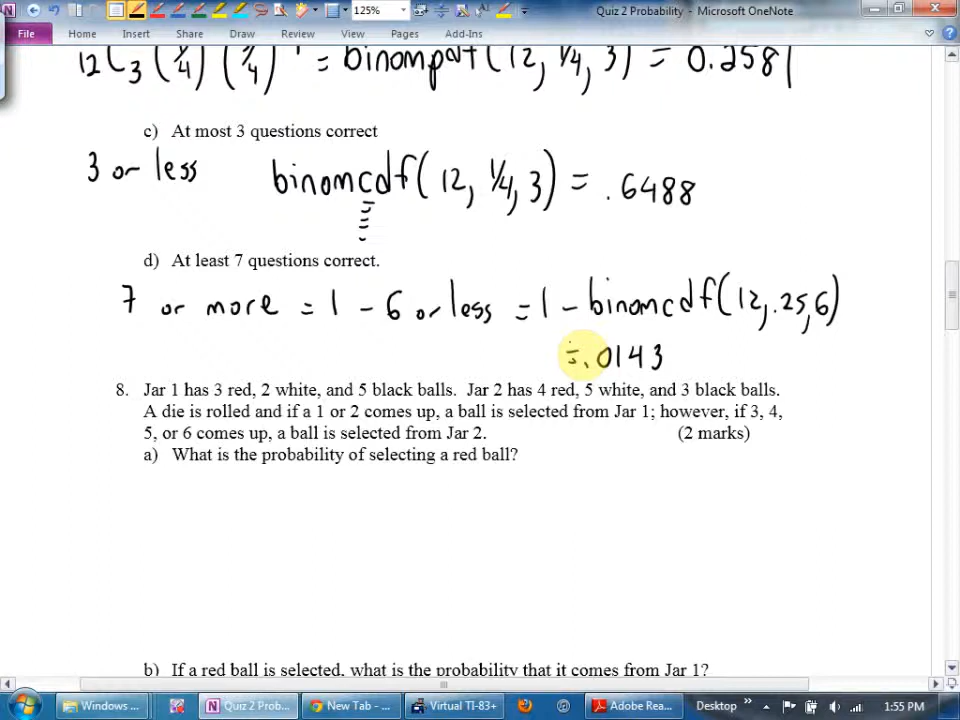 125%
Quiz 2 Probability - Microsoft OneNote
File Home Insert Share Draw Review View Pages Add-Ins
12C3 (1/4) (3/4) = binompdf(12, 1/4, 3) = 0.2581
c) At most 3 questions correct
3 or less binomcdf(12, 1/4, 3) = .6488
d) At least 7 questions correct.
7 or more = 1 - 6 or less = 1 - binomcdf(12, .25, 6)
≐ .0143
8. Jar 1 has 3 red, 2 white, and 5 black balls. Jar 2 has 4 red, 5 white, and 3 black balls.
A die is rolled and if a 1 or 2 comes up, a ball is selected from Jar 1; however, if 3, 4,
5, or 6 comes up, a ball is selected from Jar 2. (2 marks)
a) What is the probability of selecting a red ball?
b) If a red ball is selected, what is the probability that it comes from Jar 1?
Windows ... Quiz 2 Prob... New Tab - ... Virtual TI-83+ Adobe Rea... Desktop 1:55 PM